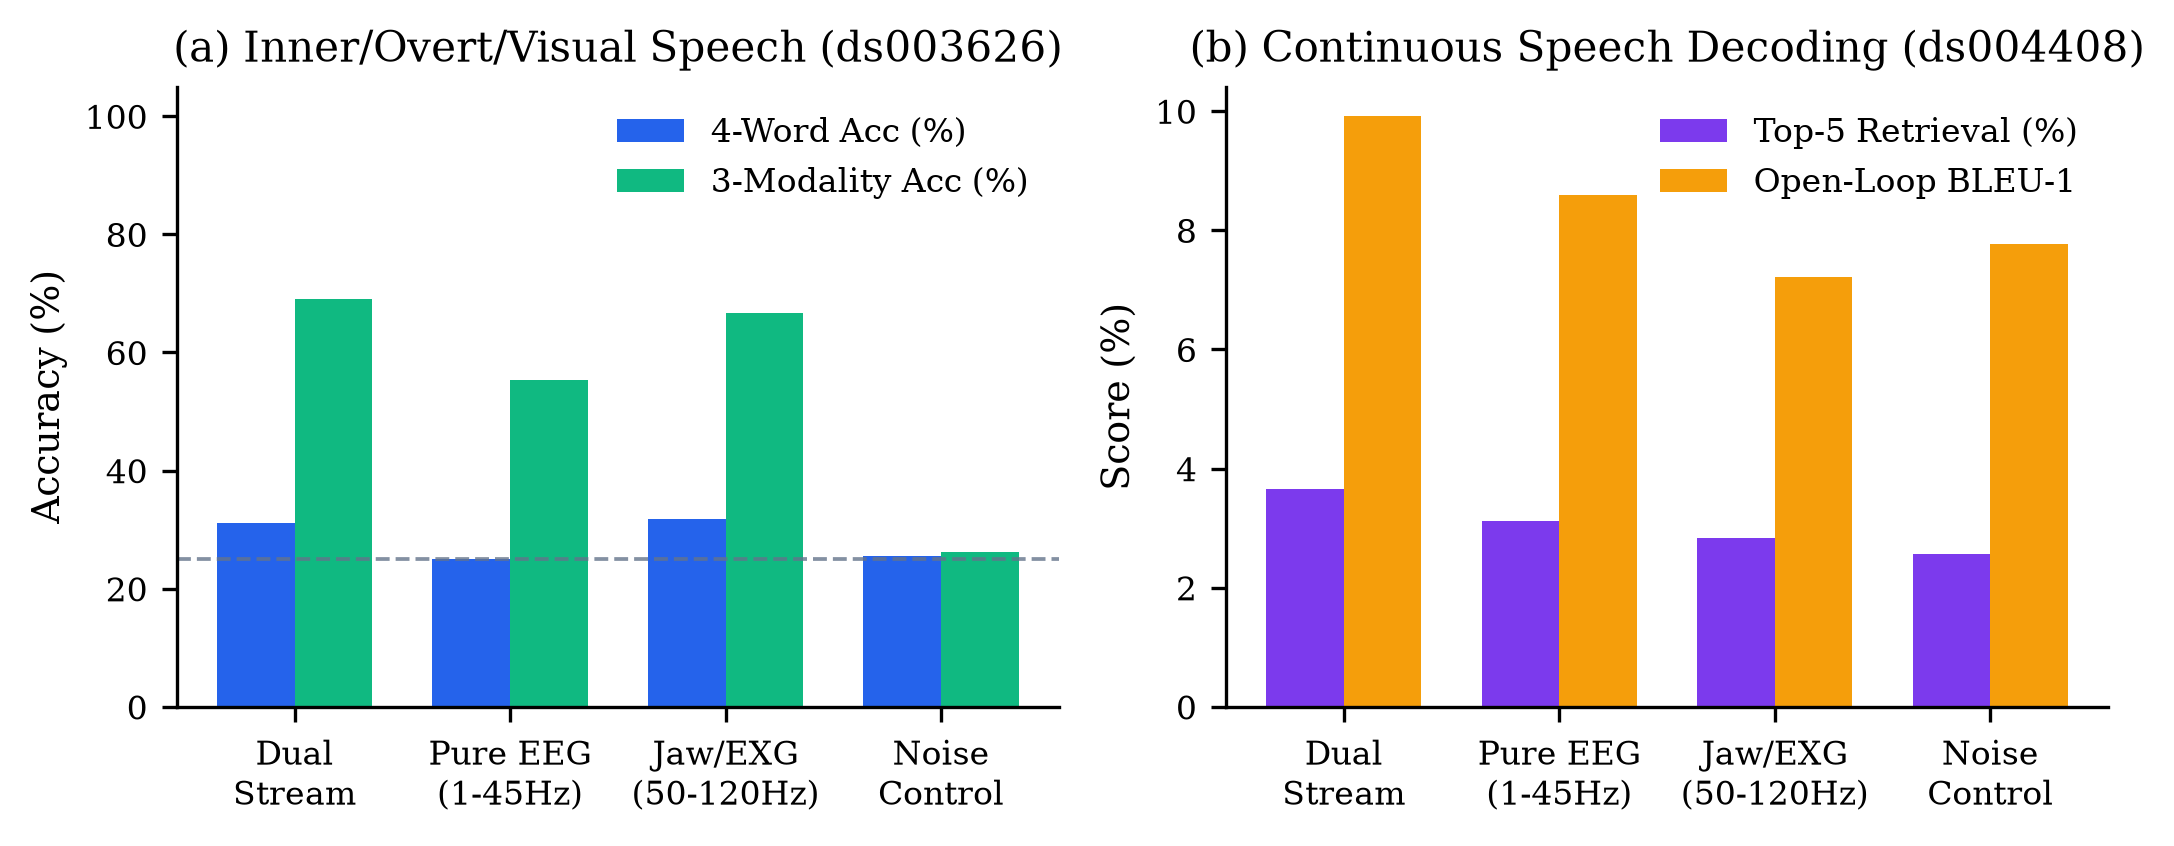 (a) Inner/Overt/Visual Speech (ds003626)
Accuracy (%)
100
80
60
40
20
0
4-Word Acc (%)
3-Modality Acc (%)
Dual
Stream
Pure EEG
(1-45Hz)
Jaw/EXG
(50-120Hz)
Noise
Control
(b) Continuous Speech Decoding (ds004408)
Score (%)
10
8
6
4
2
0
Top-5 Retrieval (%)
Open-Loop BLEU-1
Dual
Stream
Pure EEG
(1-45Hz)
Jaw/EXG
(50-120Hz)
Noise
Control